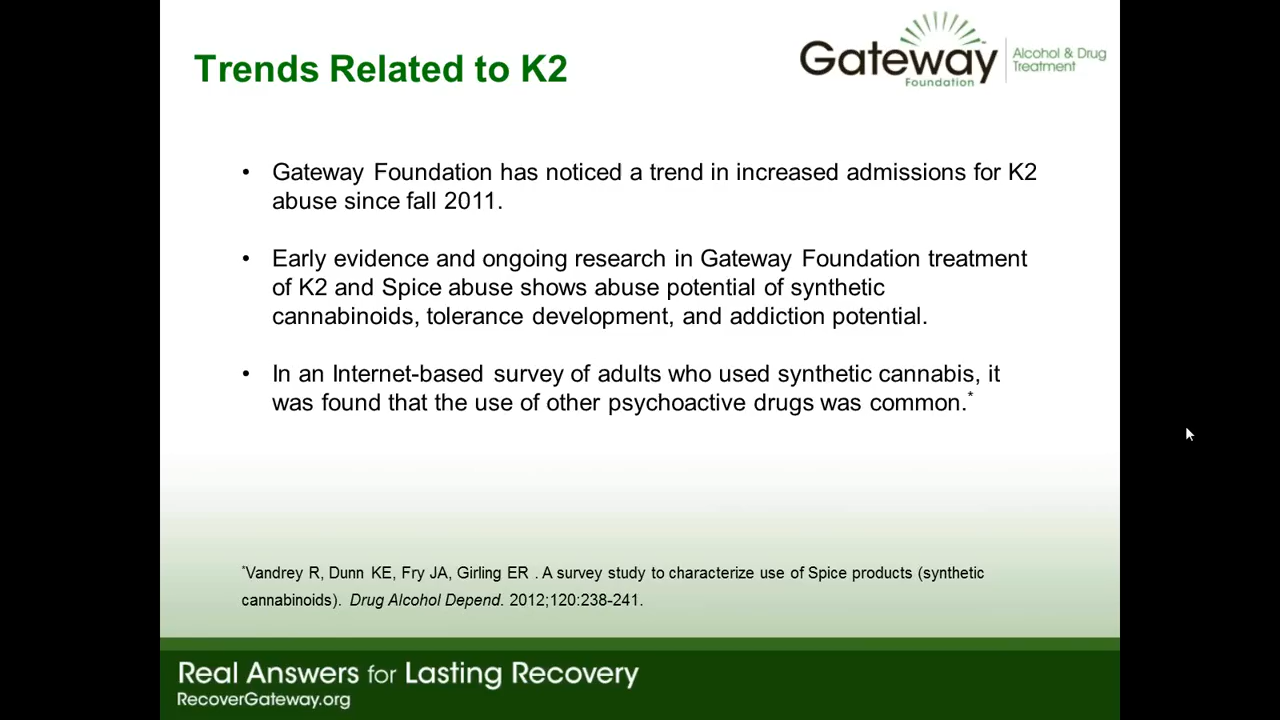 Trends Related to K2
Gateway
Foundation
Alcohol & Drug
Treatment
• Gateway Foundation has noticed a trend in increased admissions for K2
abuse since fall 2011.
• Early evidence and ongoing research in Gateway Foundation treatment
of K2 and Spice abuse shows abuse potential of synthetic
cannabinoids, tolerance development, and addiction potential.
• In an Internet-based survey of adults who used synthetic cannabis, it
was found that the use of other psychoactive drugs was common.*
*Vandrey R, Dunn KE, Fry JA, Girling ER . A survey study to characterize use of Spice products (synthetic
cannabinoids). Drug Alcohol Depend. 2012;120:238-241.
Real Answers for Lasting Recovery
RecoverGateway.org